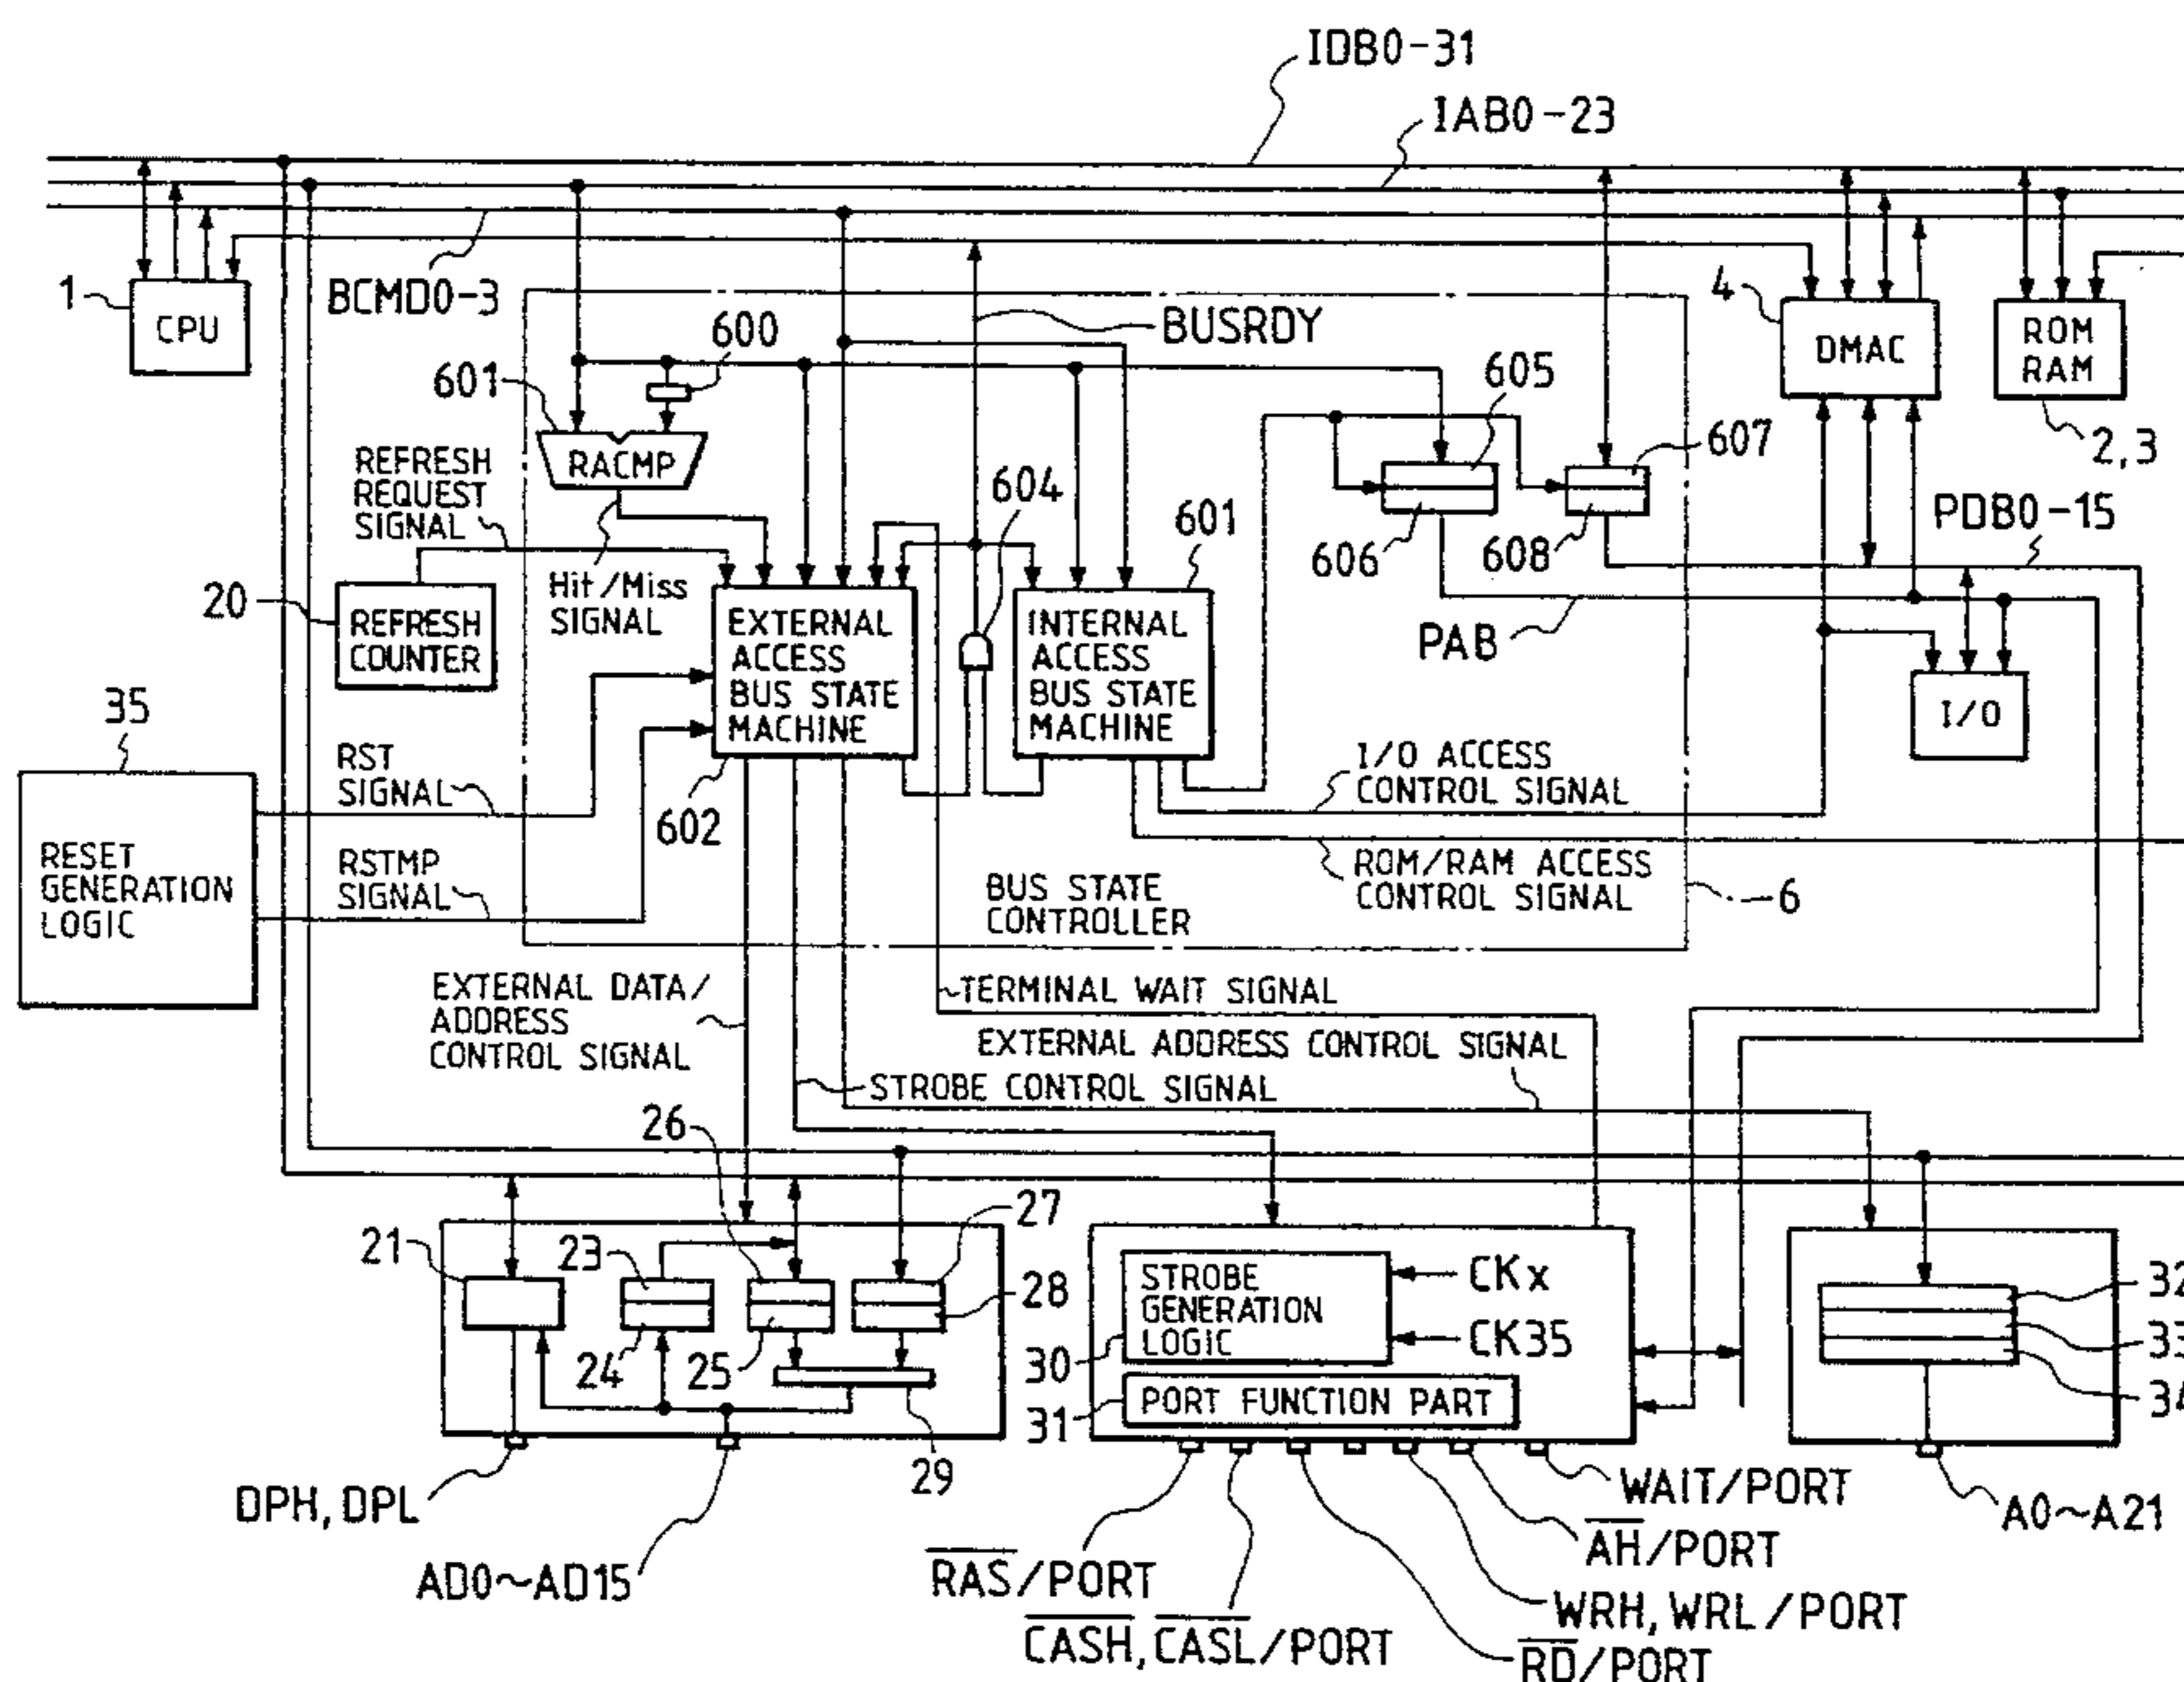 IDB0-31
IAB0-23
1
CPU
BCMD0-3
600
BUSRDY
4
DMAC
ROM
RAM
2,3
601
RACMP
605
607
REFRESH
REQUEST
SIGNAL
604
601
606
608
PDB0-15
20
REFRESH
COUNTER
Hit/Miss
SIGNAL
EXTERNAL
ACCESS
BUS STATE
MACHINE
INTERNAL
ACCESS
BUS STATE
MACHINE
PAB
I/O
35
RST
SIGNAL
602
I/O ACCESS
CONTROL SIGNAL
RESET
GENERATION
LOGIC
RSTMP
SIGNAL
BUS STATE
CONTROLLER
ROM/RAM ACCESS
CONTROL SIGNAL
6
EXTERNAL DATA/
ADDRESS
CONTROL SIGNAL
TERMINAL WAIT SIGNAL
EXTERNAL ADDRESS CONTROL SIGNAL
STROBE CONTROL SIGNAL
26
21
23
27
28
24
25
29
STROBE
GENERATION
LOGIC
CKx
CK35
30
31
PORT FUNCTION PART
32
33
34
DPH, DPL
AD0~AD15
R̅A̅S̅/PORT
C̅A̅S̅H̅, C̅A̅S̅L̅/PORT
R̅D̅/PORT
WRH, WRL/PORT
A̅H̅/PORT
WAIT/PORT
A0~A21